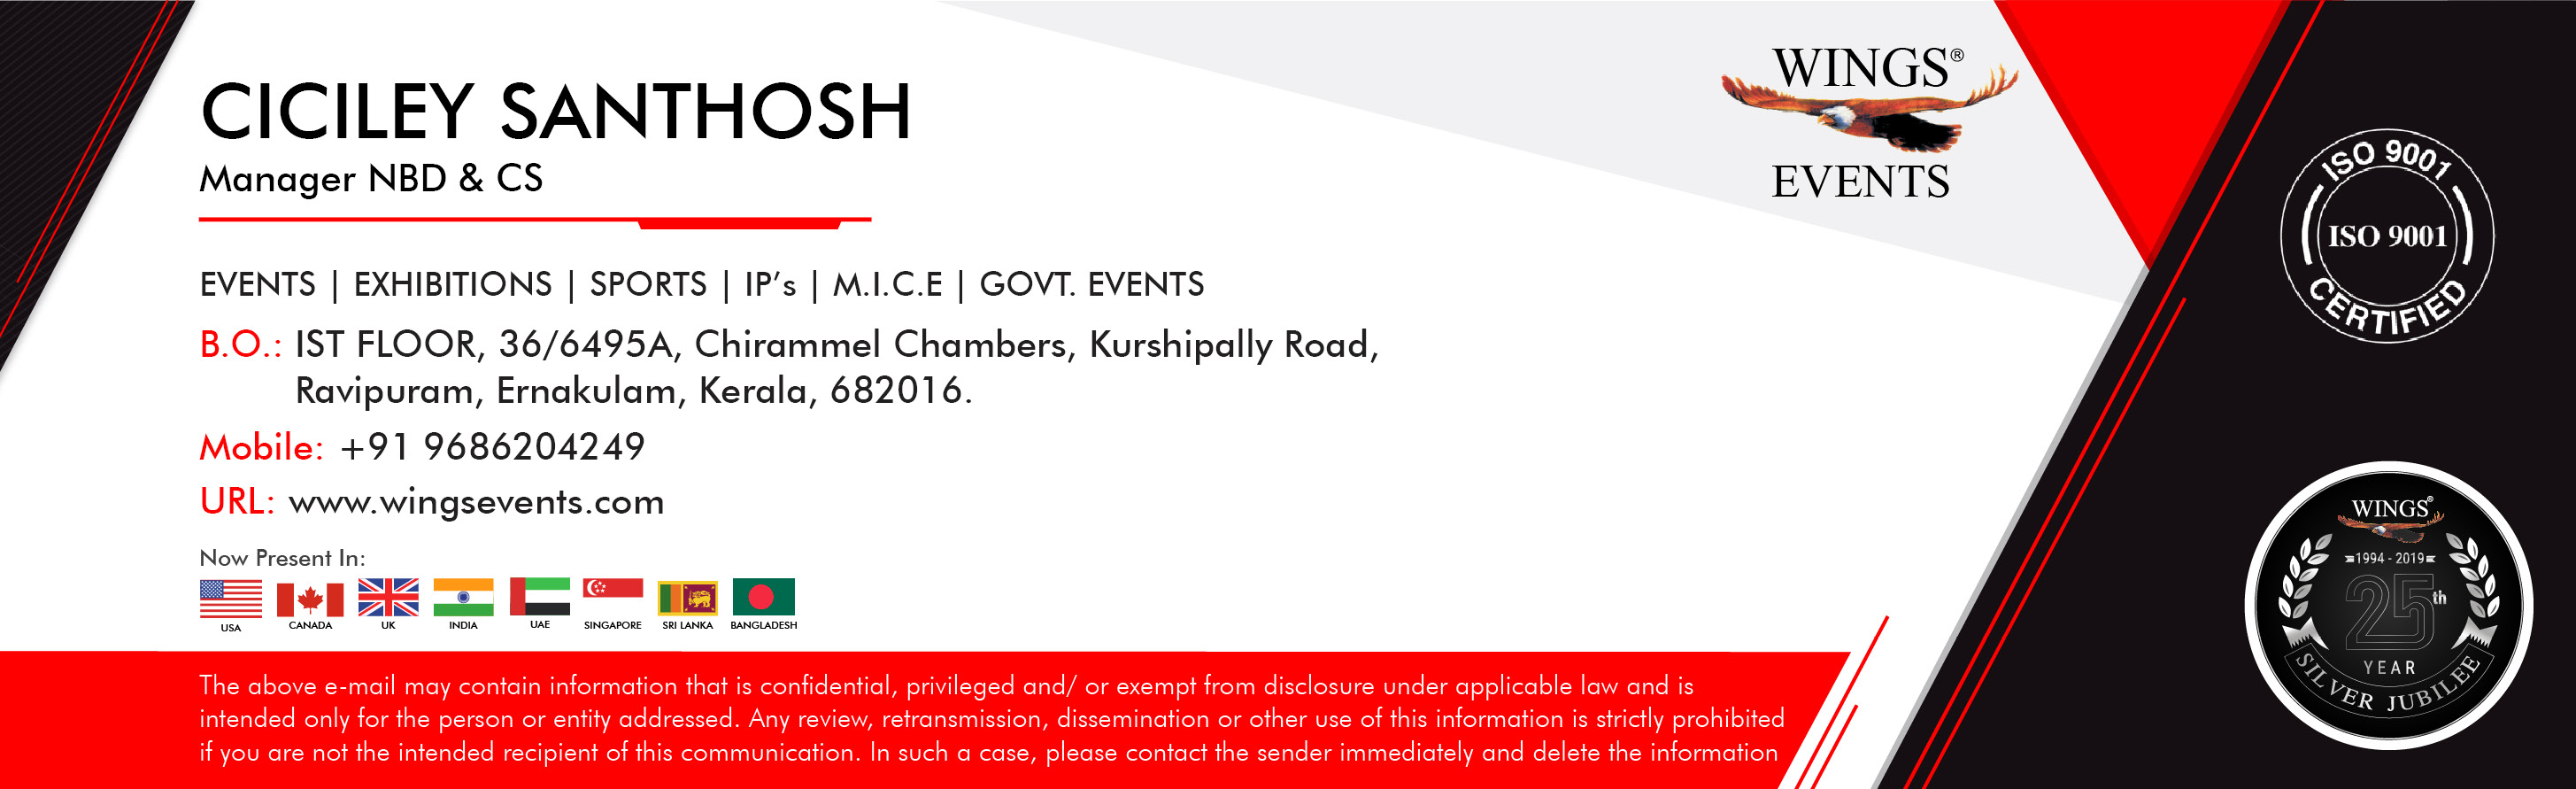 CICILEY SANTHOSH
Manager NBD & CS
EVENTS | EXHIBITIONS | SPORTS | IP's | M.I.C.E | GOVT. EVENTS
B.O.: IST FLOOR, 36/6495A, Chirammel Chambers, Kurshipally Road,
Ravipuram, Ernakulam, Kerala, 682016.
Mobile: +91 9686204249
URL: www.wingsevents.com
Now Present In:
USA CANADA UK INDIA UAE SINGAPORE SRI LANKA BANGLADESH
The above e-mail may contain information that is confidential, privileged and/ or exempt from disclosure under applicable law and is
intended only for the person or entity addressed. Any review, retransmission, dissemination or other use of this information is strictly prohibited
if you are not the intended recipient of this communication. In such a case, please contact the sender immediately and delete the information
WINGS®
EVENTS
ISO 9001
ISO 9001
CERTIFIED
WINGS®
1994 - 2019
25th
YEAR
SILVER JUBILEE